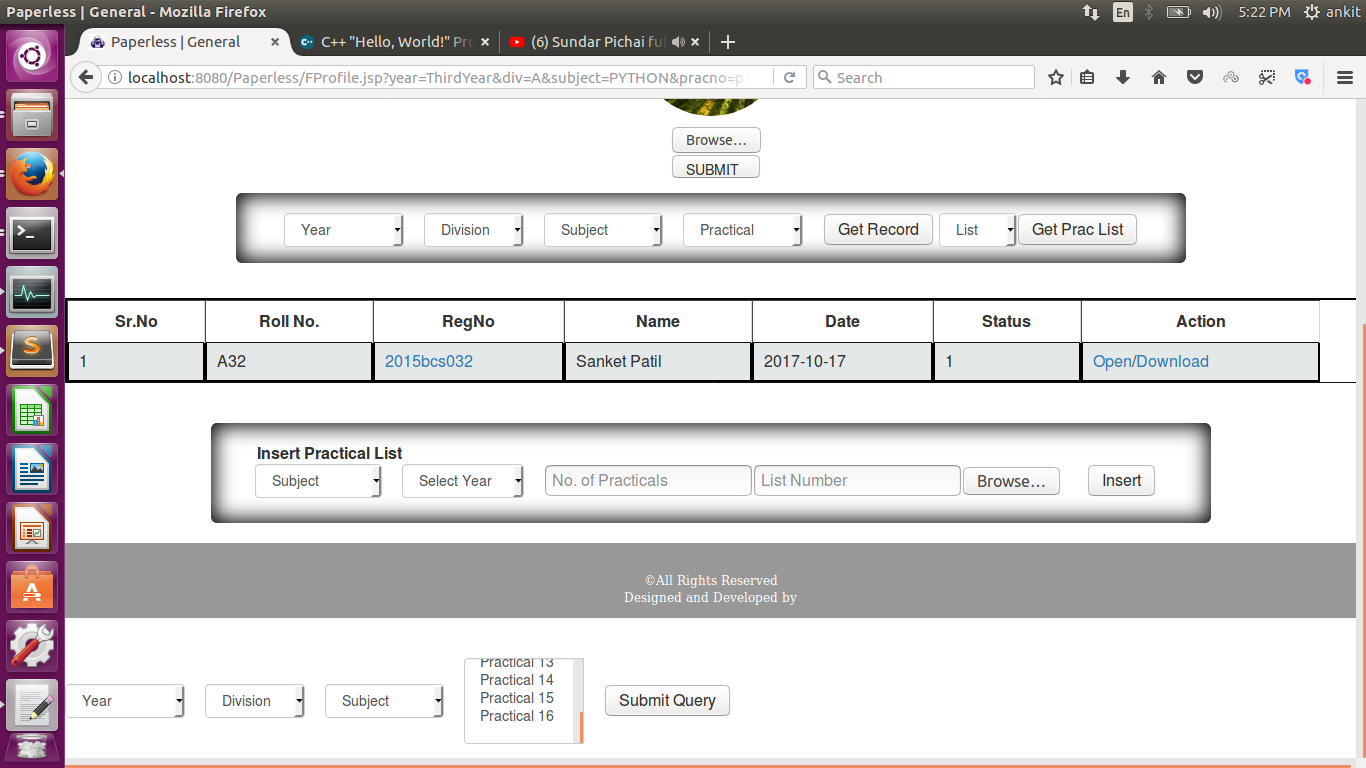 Paperless | General - Mozilla Firefox
En
5:22 PM
ankit
Paperless | General
C++ "Hello, World!" Pro
(6) Sundar Pichai ful
localhost:8080/Paperless/FProfile.jsp?year=ThirdYear&div=A&subject=PYTHON&pracno=p1
Search
Browse...
SUBMIT
Year Division Subject Practical Get Record List Get Prac List
Sr.No Roll No. RegNo Name Date Status Action
1 A32 2015bcs032 Sanket Patil 2017-10-17 1 Open/Download
Insert Practical List
Subject Select Year No. of Practicals List Number Browse... Insert
©All Rights Reserved
Designed and Developed by
Practical 13
Practical 14
Practical 15
Practical 16
Year Division Subject Submit Query